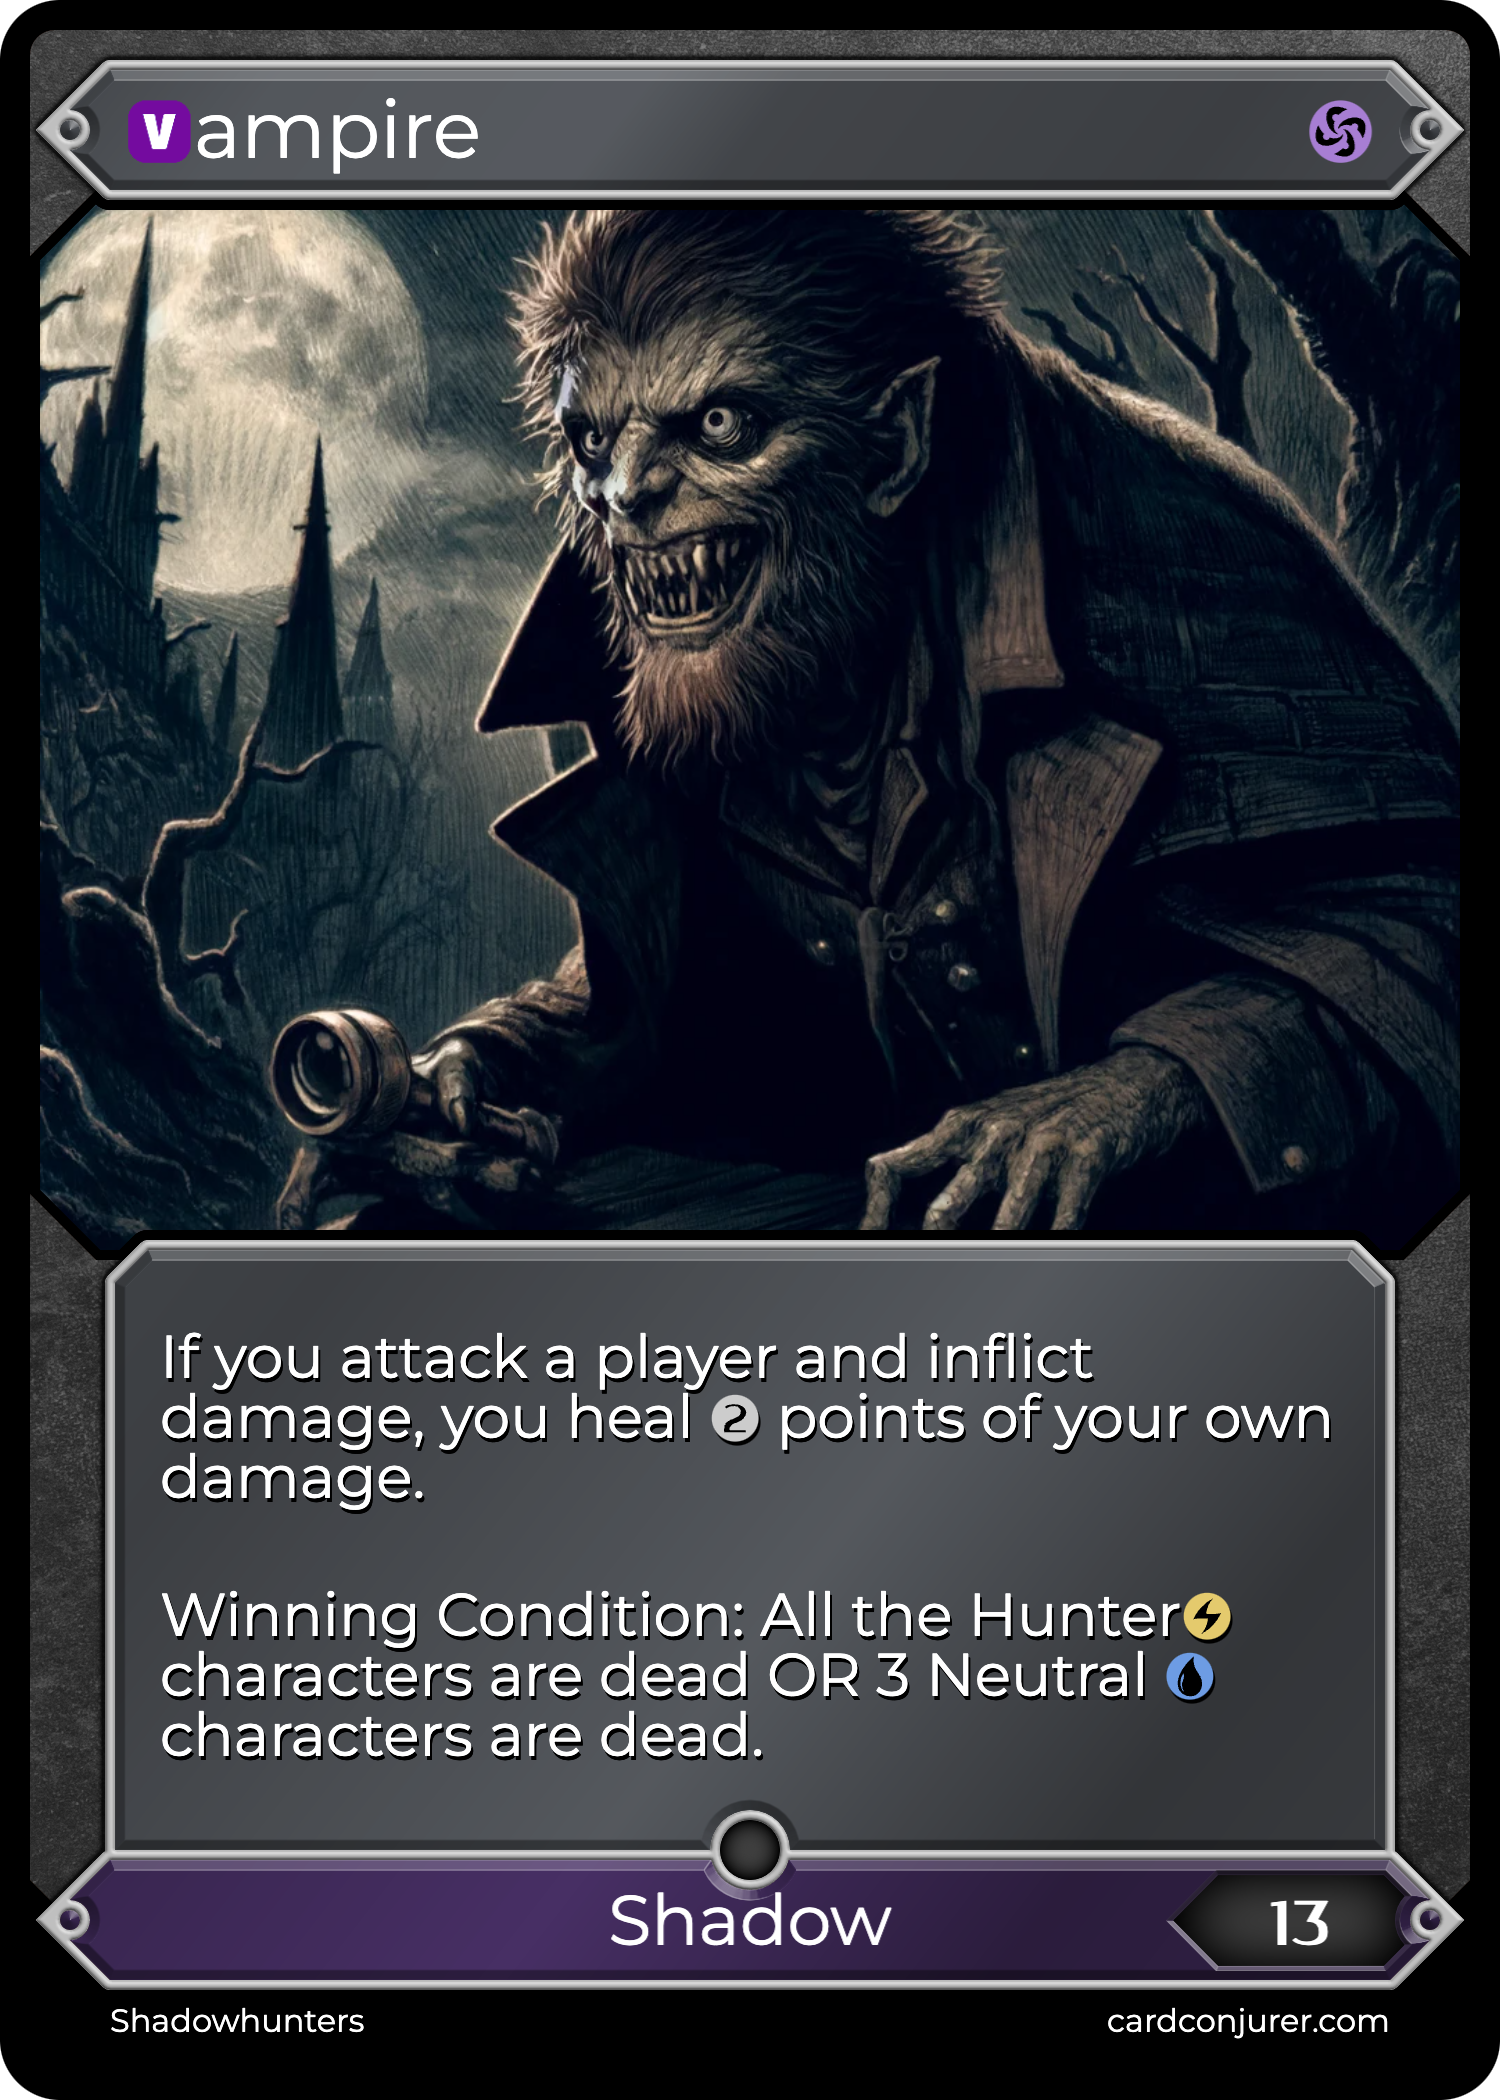 Vampire
If you attack a player and inflict
damage, you heal 2 points of your own
damage.
Winning Condition: All the Hunter
characters are dead OR 3 Neutral
characters are dead.
Shadow
13
Shadowhunters
cardconjurer.com